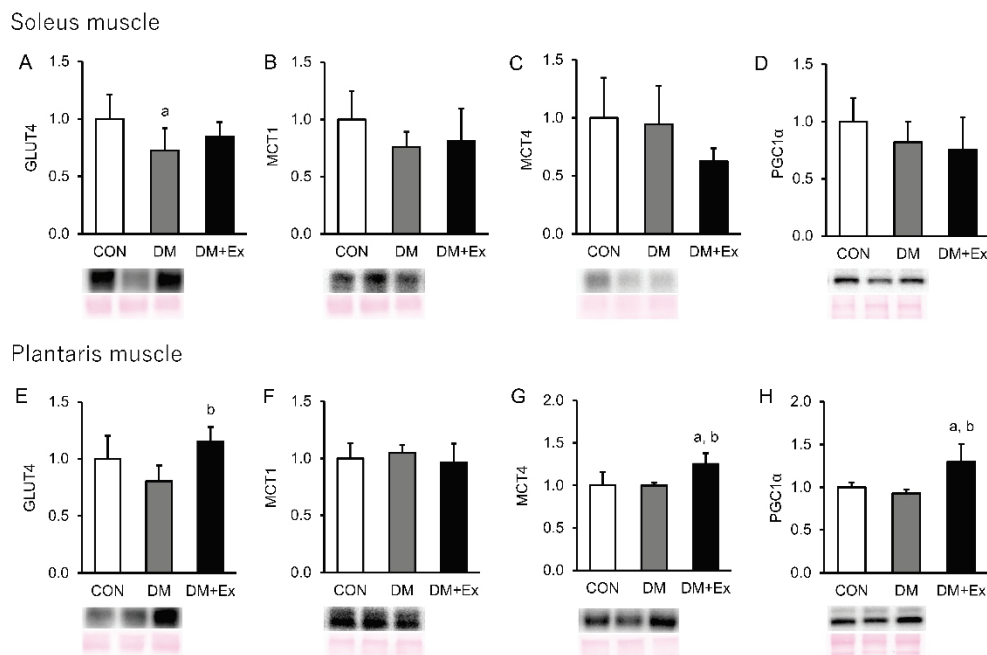 Soleus muscle
A
GLUT4
1.5
1.0
0.5
0.0
a
CON DM DM+Ex
B
MCT1
1.5
1.0
0.5
0.0
CON DM DM+Ex
C
MCT4
1.5
1.0
0.5
0.0
CON DM DM+Ex
D
PGC1α
1.5
1.0
0.5
0.0
CON DM DM+Ex
Plantaris muscle
E
GLUT4
1.5
1.0
0.5
0.0
b
CON DM DM+Ex
F
MCT1
1.5
1.0
0.5
0.0
CON DM DM+Ex
G
MCT4
2.0
1.5
1.0
0.5
0.0
a, b
CON DM DM+Ex
H
PGC1α
2.0
1.5
1.0
0.5
0.0
a, b
CON DM DM+Ex